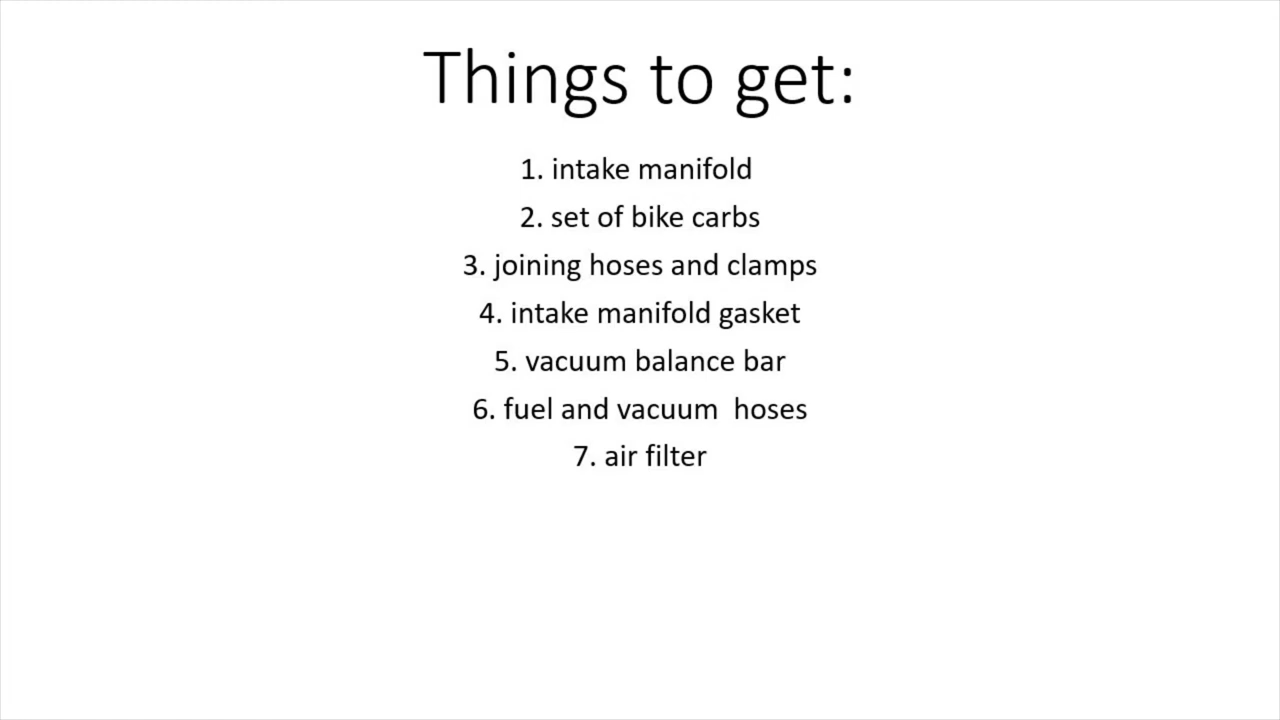 Things to get:
1. intake manifold
2. set of bike carbs
3. joining hoses and clamps
4. intake manifold gasket
5. vacuum balance bar
6. fuel and vacuum  hoses
7. air filter